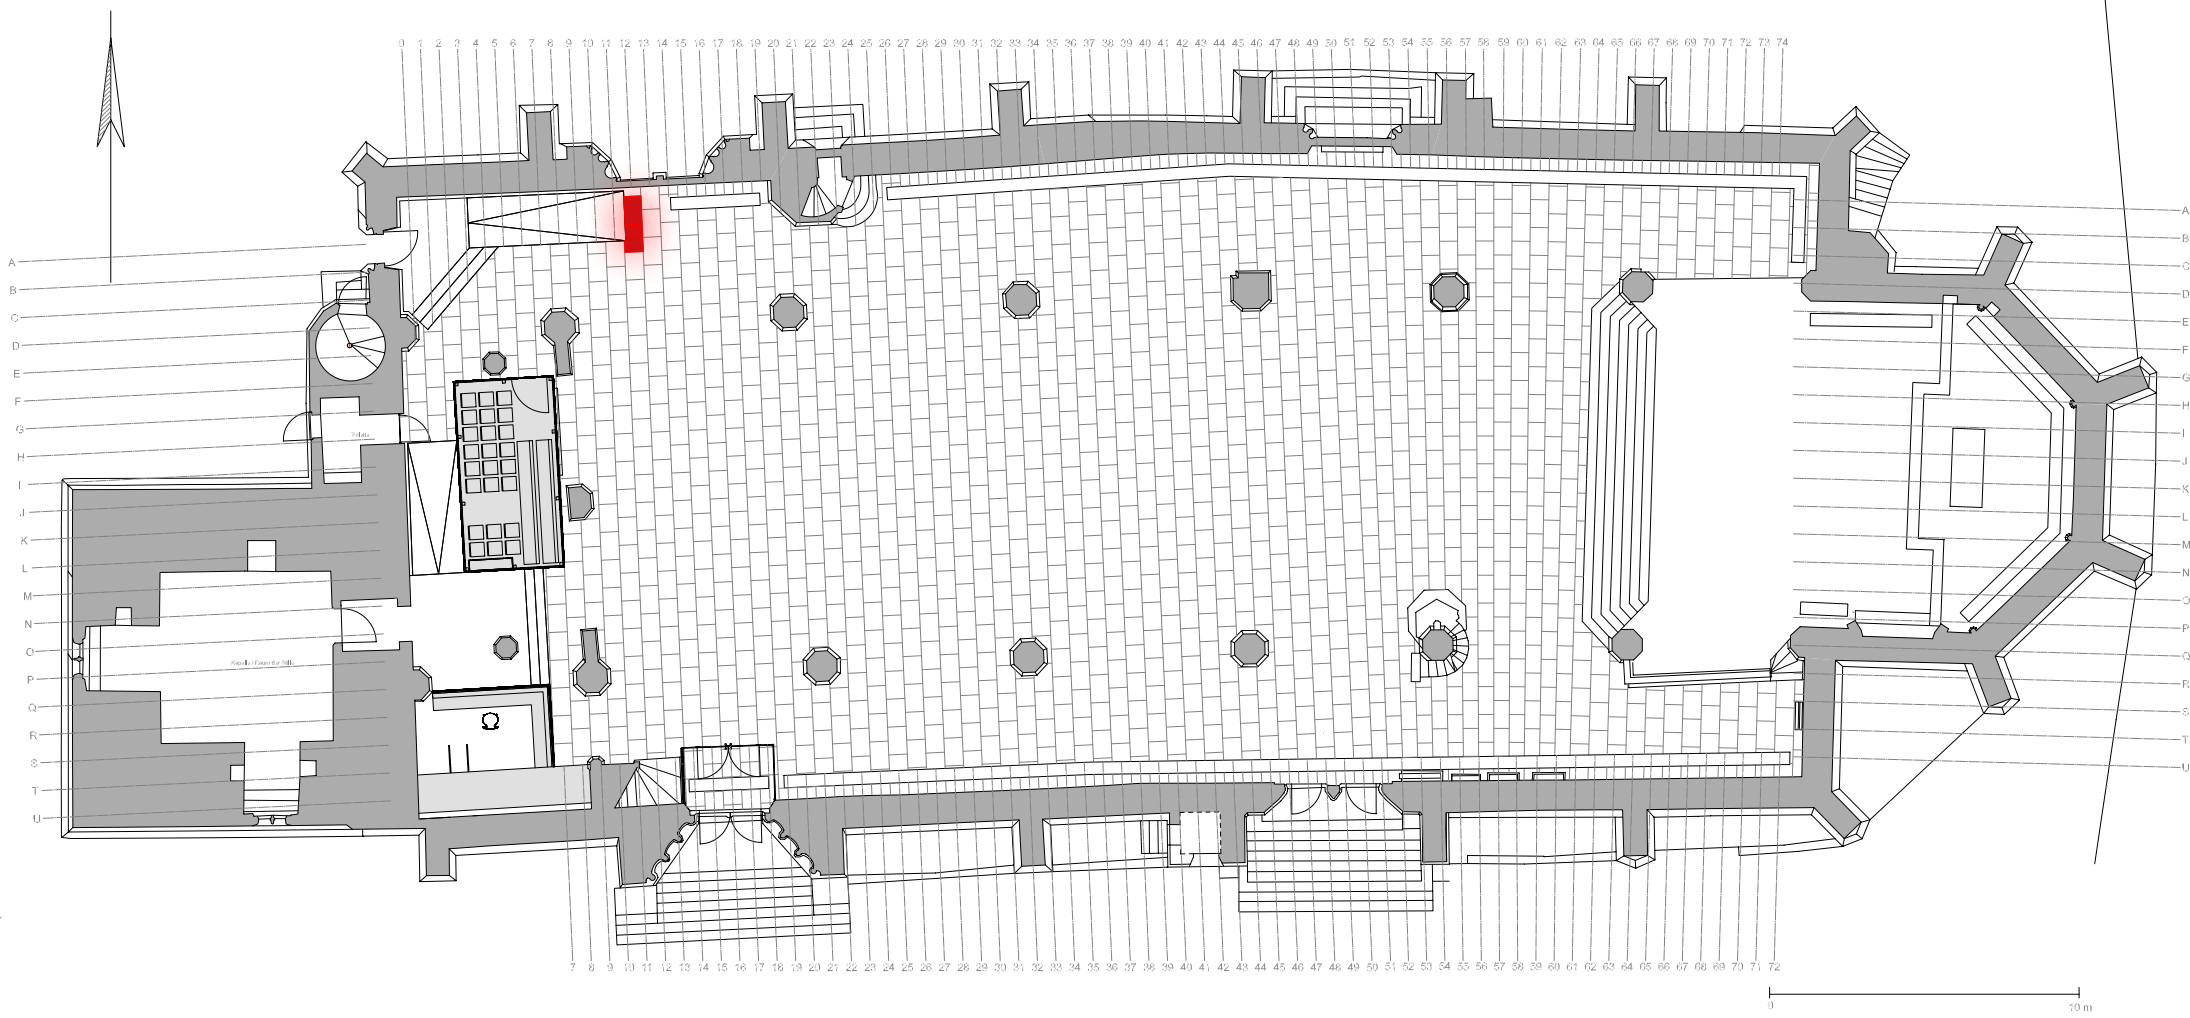 0 1 2 3 4 5 6 7 8 9 10 11 12 13 14 15 16 17 18 19 20 21 22 23 24 25 26 27 28 29 30 31 32 33 34 35 36 37 38 39 40 41 42 43 44 45 46 47 48 49 50 51 52 53 54 55 56 57 58 59 60 61 62 63 64 65 66 67 68 69 70 71 72 73 74
A
B
C
D
E
F
G
H
I
J
K
L
M
N
O
P
Q
R
S
T
U
A
B
C
D
E
F
G
H
I
J
K
L
M
N
O
P
Q
R
S
T
U
7 8 9 10 11 12 13 14 15 16 17 18 19 20 21 22 23 24 25 26 27 28 29 30 31 32 33 34 35 36 37 38 39 40 41 42 43 44 45 46 47 48 49 50 51 52 53 54 55 56 57 58 59 60 61 62 63 64 65 66 67 68 69 70 71 72
0 10 m